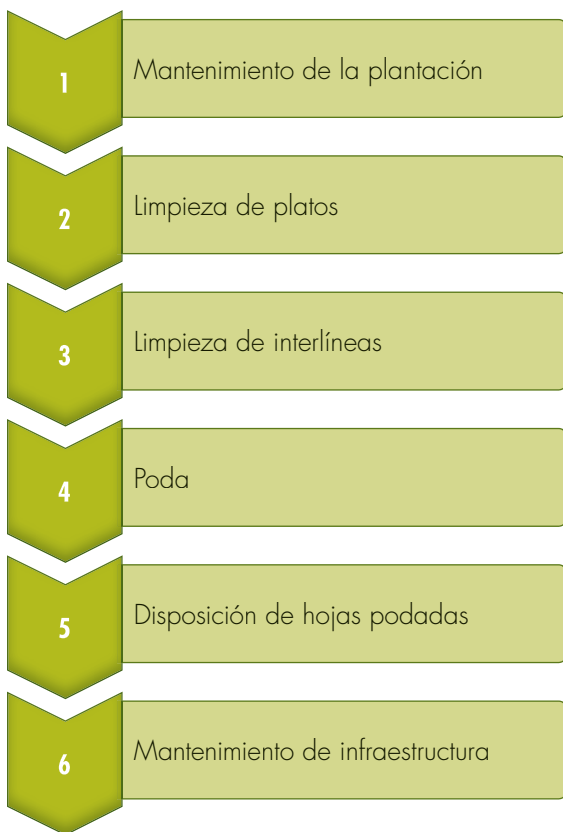 1 Mantenimiento de la plantación
2 Limpieza de platos
3 Limpieza de interlíneas
4 Poda
5 Disposición de hojas podadas
6 Mantenimiento de infraestructura